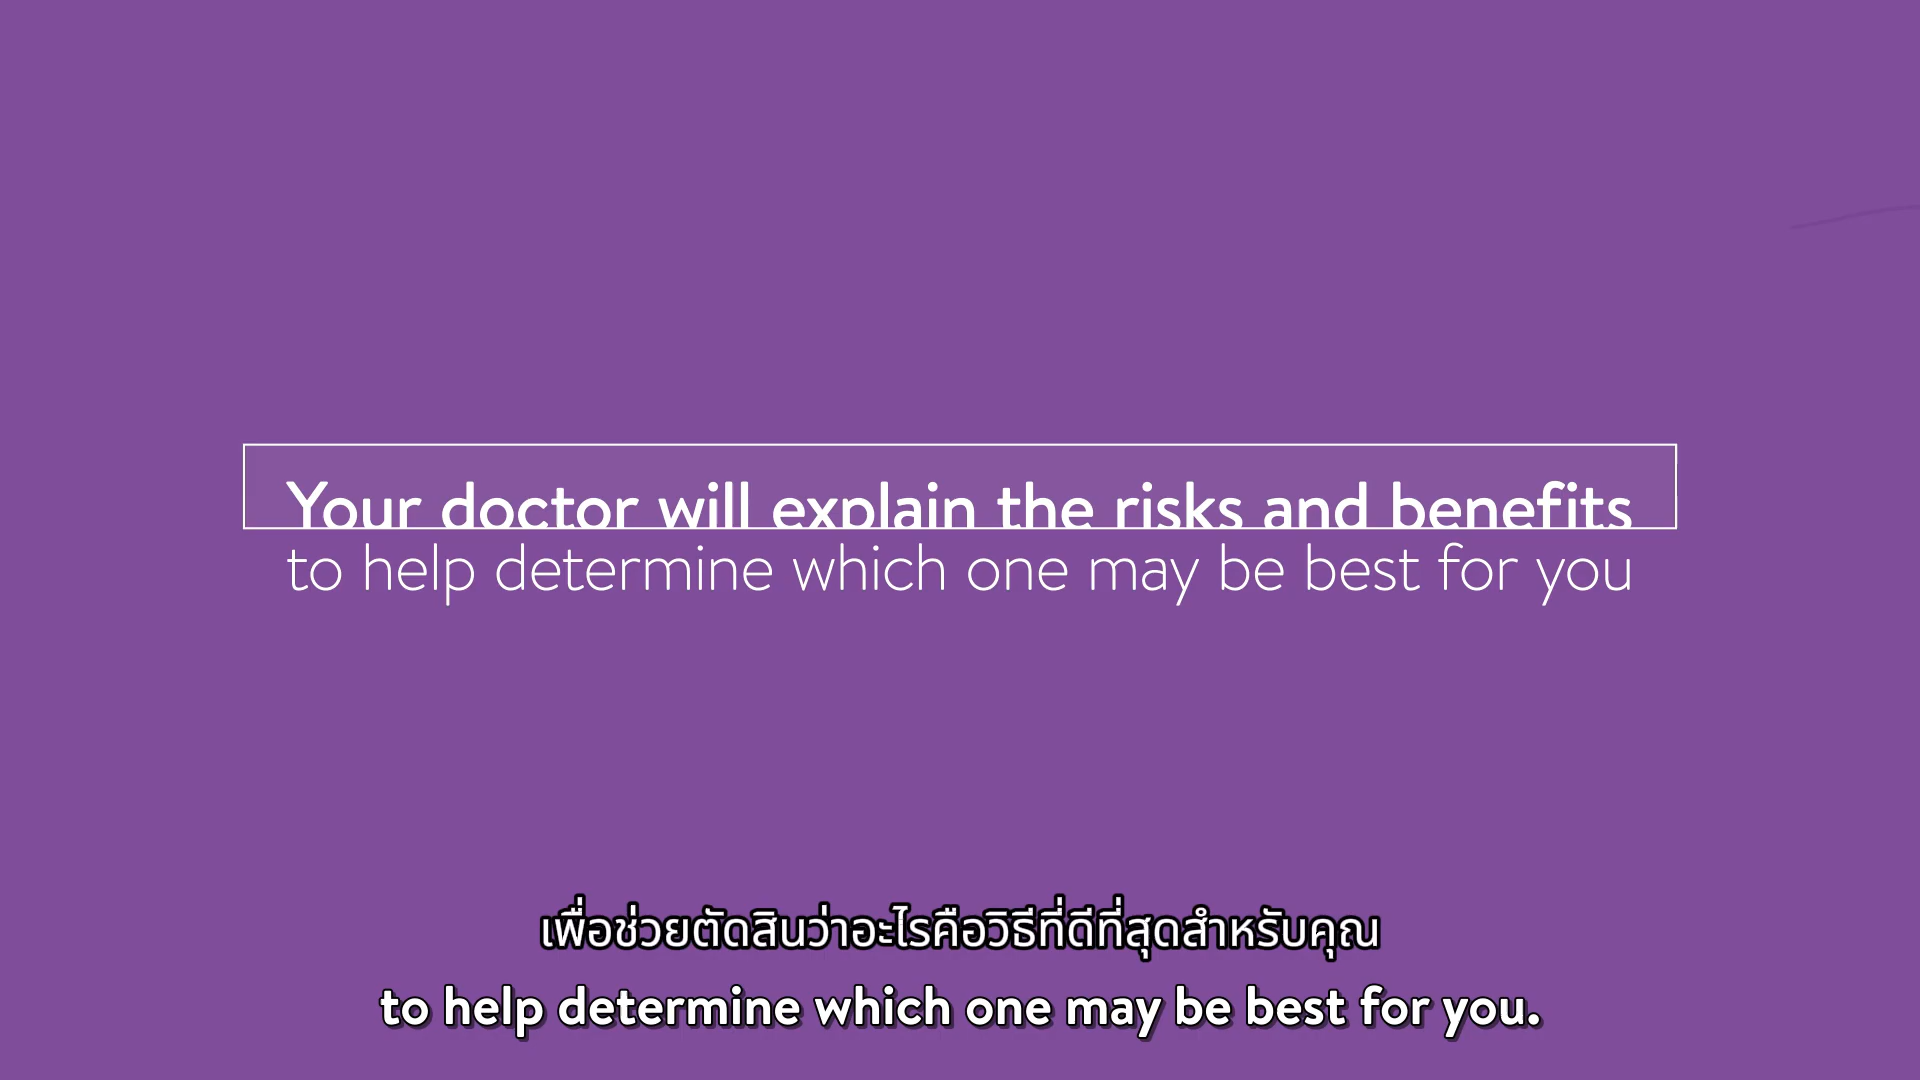 Your doctor will explain the risks and benefits
to help determine which one may be best for you
เพื่อช่วยตัดสินว่าอะไรคือวิธีที่ดีที่สุดสำหรับคุณ
to help determine which one may be best for you.